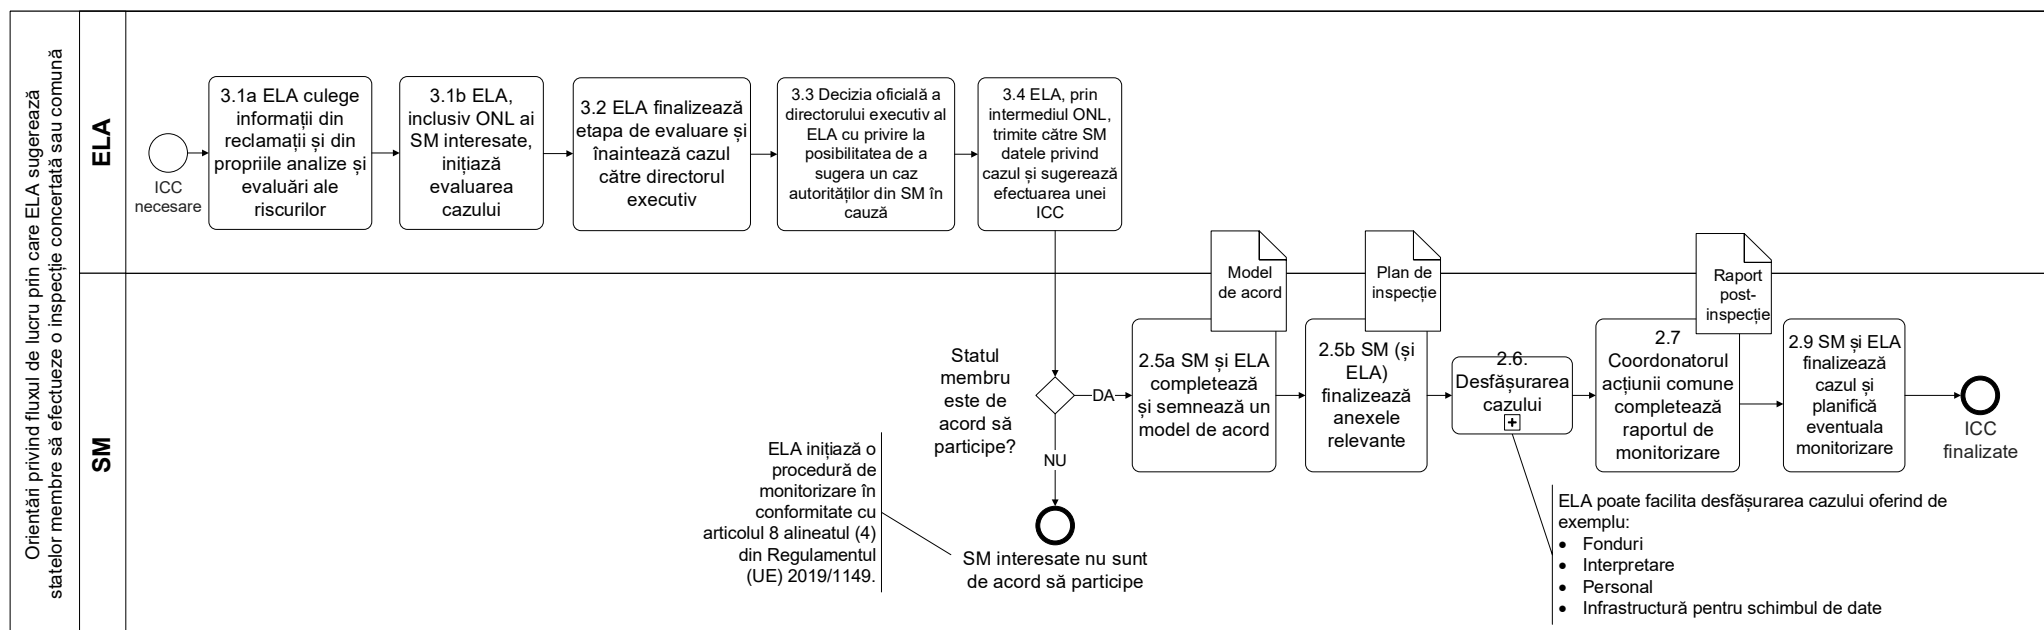 Orientări privind fluxul de lucru prin care ELA sugerează
statelor membre să efectueze o inspecție concertată sau comună
ELA
ICC
necesare
3.1a ELA culege
informații din
reclamații și din
propriile analize și
evaluări ale
riscurilor
3.1b ELA,
inclusiv ONL ai
SM interesate,
inițiază
evaluarea
cazului
3.2 ELA finalizează
etapa de evaluare și
înaintează cazul
către directorul
executiv
3.3 Decizia oficială a
directorului executiv al
ELA cu privire la
posibilitatea de a
sugera un caz
autorităților din SM în
cauză
3.4 ELA, prin
intermediul ONL,
trimite către SM
datele privind
cazul și sugerează
efectuarea unei
ICC
SM
Statul
membru
este de
acord să
participe?
DA
NU
ELA inițiază o
procedură de
monitorizare în
conformitate cu
articolul 8 alineatul (4)
din Regulamentul
(UE) 2019/1149.
SM interesate nu sunt
de acord să participe
Model
de acord
2.5a SM și ELA
completează
și semnează un
model de acord
Plan de
inspecție
2.5b SM (și
ELA)
finalizează
anexele
relevante
2.6.
Desfășurarea
cazului
ELA poate facilita desfășurarea cazului oferind de
exemplu:
• Fonduri
• Interpretare
• Personal
• Infrastructură pentru schimbul de date
Raport
post-
inspecție
2.7
Coordonatorul
acțiunii comune
completează
raportul de
monitorizare
2.9 SM și ELA
finalizează
cazul și
planifică
eventuala
monitorizare
ICC
finalizate